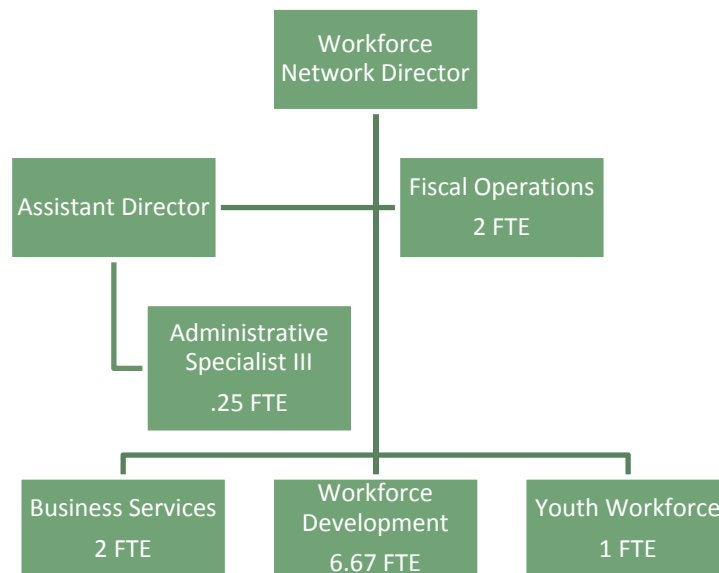 Workforce
Network Director
Assistant Director
Fiscal Operations
2 FTE
Administrative
Specialist III
.25 FTE
Business Services
2 FTE
Workforce
Development
6.67 FTE
Youth Workforce
1 FTE